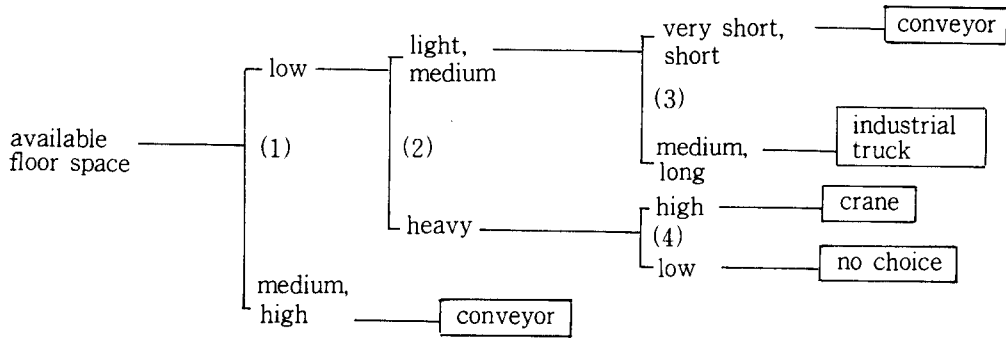 available
floor space
(1)
low
medium,
high
conveyor
(2)
light,
medium
heavy
(3)
very short,
short
conveyor
medium,
long
industrial
truck
(4)
high
crane
low
no choice